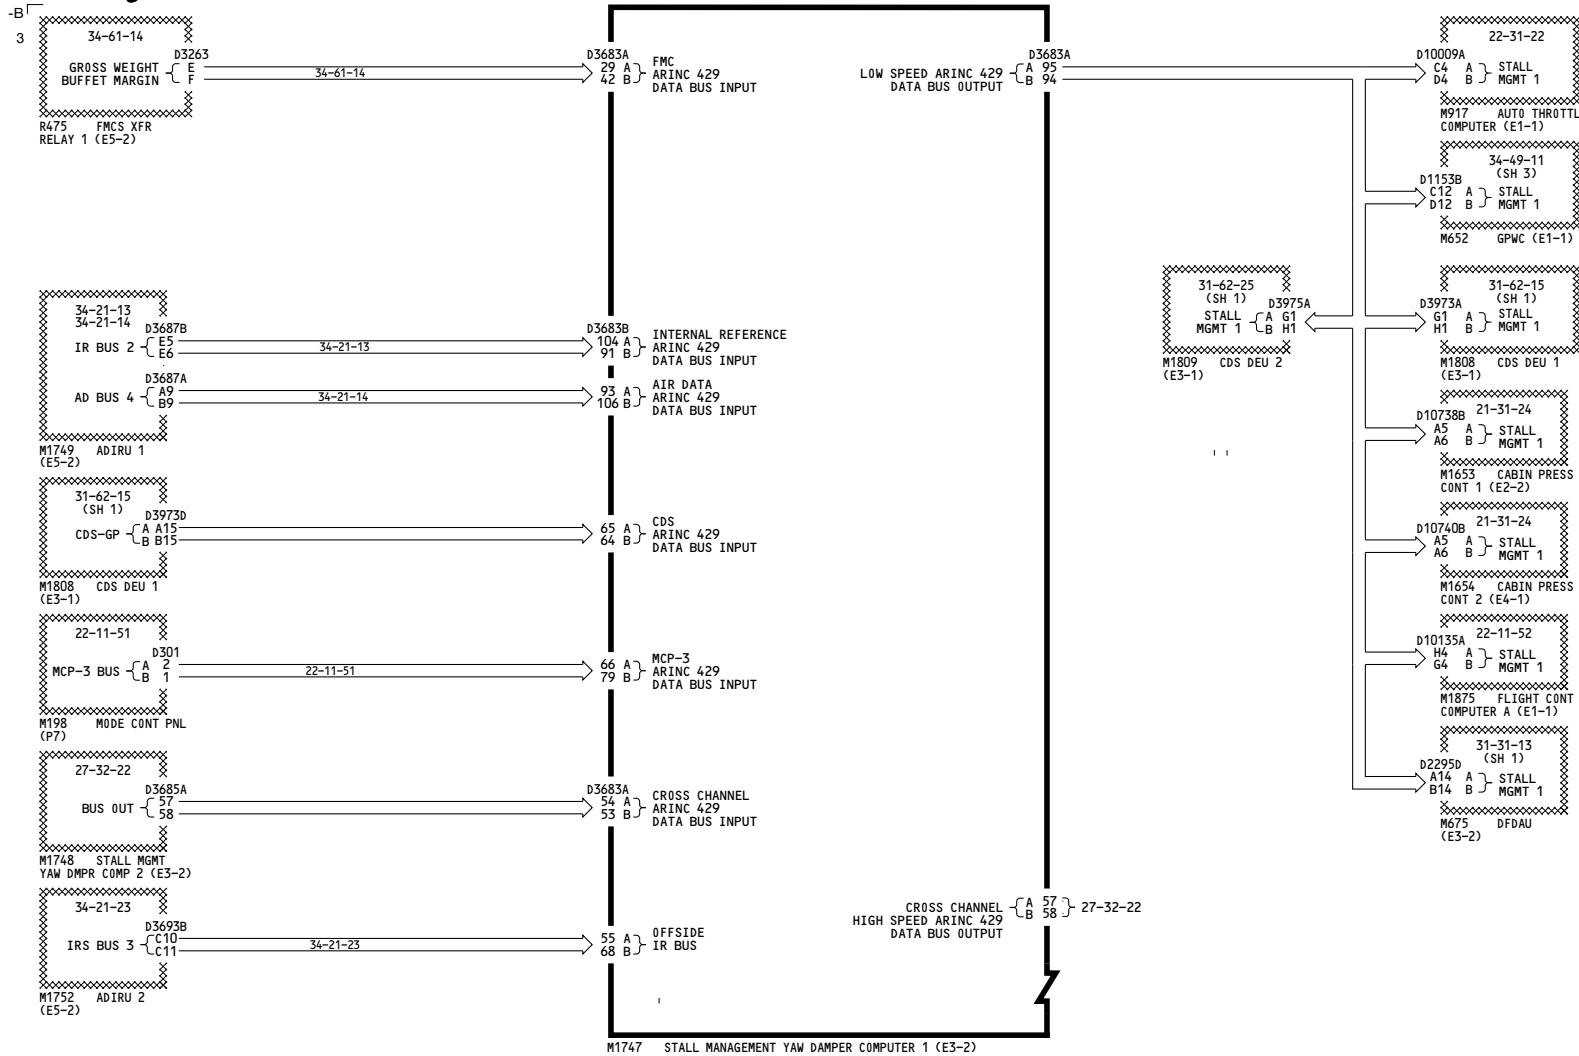 -B
3
34-61-14
D3263
GROSS WEIGHT E
BUFFET MARGIN F
34-61-14
R475 FMCS XFR
RELAY 1 (E5-2)
34-21-13
34-21-14
D3687B
IR BUS 2 E5
E6
34-21-13
D3687A
AD BUS 4 A9
B9
34-21-14
M1749 ADIRU 1
(E5-2)
31-62-15
(SH 1)
D3973D
CDS-GP A A15
B B15
M1808 CDS DEU 1
(E3-1)
22-11-51
D301
MCP-3 BUS A 2
B 1
22-11-51
M198 MODE CONT PNL
(P7)
27-32-22
D3685A
BUS OUT 57
58
M1748 STALL MGMT
YAW DMPR COMP 2 (E3-2)
34-21-23
D3693B
IRS BUS 3 C10
C11
34-21-23
M1752 ADIRU 2
(E5-2)
D3683A
29 A
42 B
FMC
ARINC 429
DATA BUS INPUT
D3683B
104 A
91 B
INTERNAL REFERENCE
ARINC 429
DATA BUS INPUT
93 A
106 B
AIR DATA
ARINC 429
DATA BUS INPUT
65 A
64 B
CDS
ARINC 429
DATA BUS INPUT
66 A
79 B
MCP-3
ARINC 429
DATA BUS INPUT
D3683A
54 A
53 B
CROSS CHANNEL
ARINC 429
DATA BUS INPUT
55 A
68 B
OFFSIDE
IR BUS
D3683A
LOW SPEED ARINC 429 A 95
DATA BUS OUTPUT B 94
CROSS CHANNEL A 57
HIGH SPEED ARINC 429 B 58
DATA BUS OUTPUT
27-32-22
M1747 STALL MANAGEMENT YAW DAMPER COMPUTER 1 (E3-2)
31-62-25
(SH 1)
D3975A
STALL A G1
MGMT 1 B H1
M1809 CDS DEU 2
(E3-1)
22-31-22
D10009A
C4 A STALL
D4 B MGMT 1
M917 AUTO THROTTL
COMPUTER (E1-1)
34-49-11
(SH 3)
D1153B
C12 A STALL
D12 B MGMT 1
M652 GPWC (E1-1)
31-62-15
(SH 1)
D3973A
G1 A STALL
H1 B MGMT 1
M1808 CDS DEU 1
(E3-1)
D10738B 21-31-24
A5 A STALL
A6 B MGMT 1
M1653 CABIN PRESS
CONT 1 (E2-2)
D10740B 21-31-24
A5 A STALL
A6 B MGMT 1
M1654 CABIN PRESS
CONT 2 (E4-1)
D10135A 22-11-52
H4 A STALL
G4 B MGMT 1
M1875 FLIGHT CONT
COMPUTER A (E1-1)
31-31-13
(SH 1)
D2295D
A14 A STALL
B14 B MGMT 1
M675 DFDAU
(E3-2)